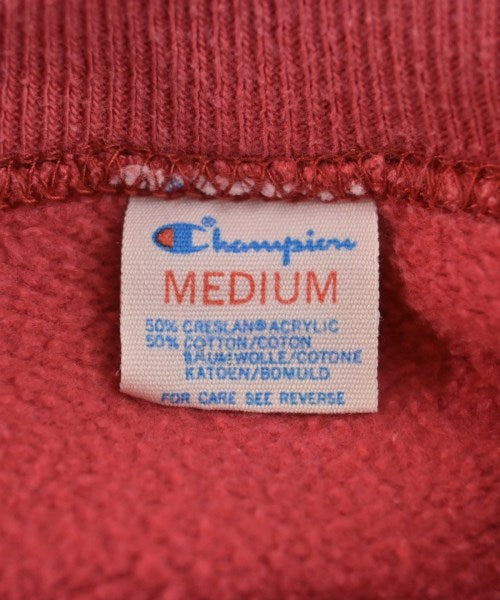 Champion
MEDIUM
50% CRESLAN® ACRYLIC
50% COTTON/COTON
BAUMWOLLE/COTONE
KATOEN/BOMULD
FOR CARE SEE REVERSE